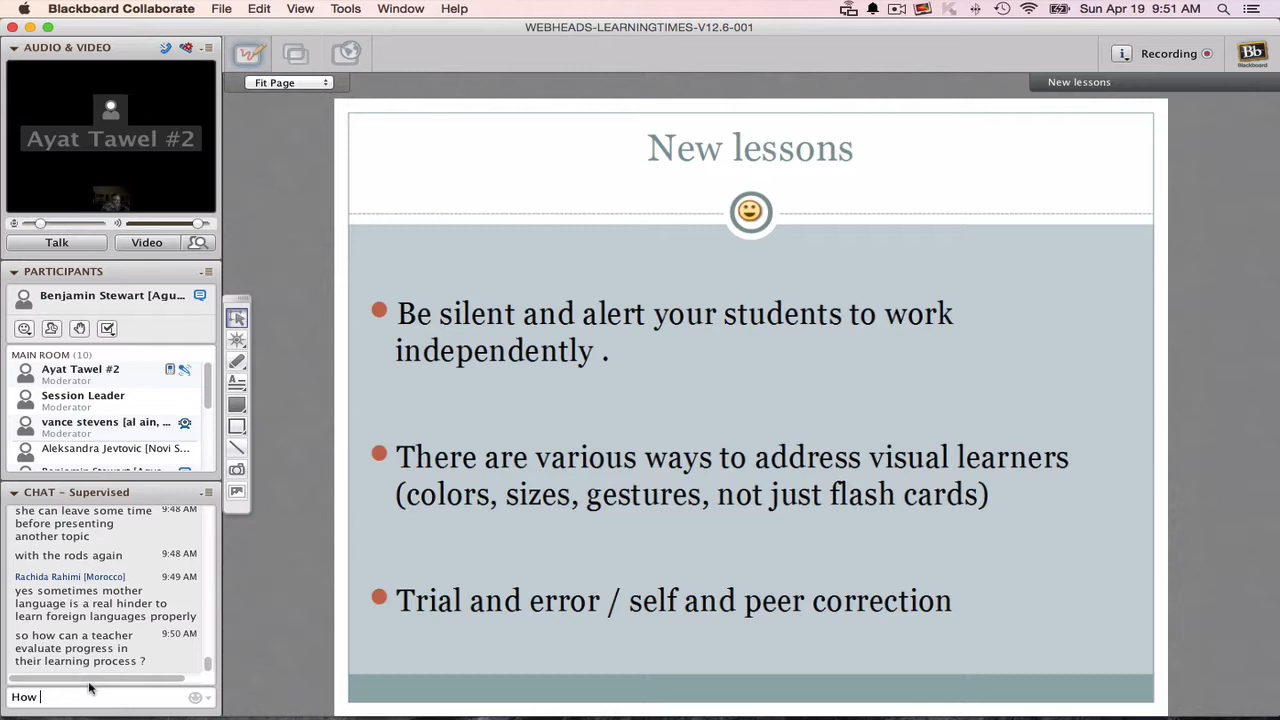 Blackboard Collaborate File Edit View Tools Window Help
Sun Apr 19 9:51 AM
WEBHEADS-LEARNINGTIMES-V12.6-001
AUDIO & VIDEO
Ayat Tawel #2
Talk Video
PARTICIPANTS
Benjamin Stewart [Agu...
MAIN ROOM (10)
Ayat Tawel #2
Moderator
Session Leader
Moderator
vance stevens [al ain, ...
Moderator
Aleksandra Jevtovic [Novi S...
CHAT – Supervised
she can leave some time 9:48 AM
before presenting
another topic
with the rods again 9:48 AM
Rachida Rahimi [Morocco] 9:49 AM
yes sometimes mother
language is a real hinder to
learn foreign languages properly
so how can a teacher 9:50 AM
evaluate progress in
their learning process ?
How
Recording
Bb
Blackboard
Fit Page
New lessons
New lessons
Be silent and alert your students to work
independently .
There are various ways to address visual learners
(colors, sizes, gestures, not just flash cards)
Trial and error / self and peer correction